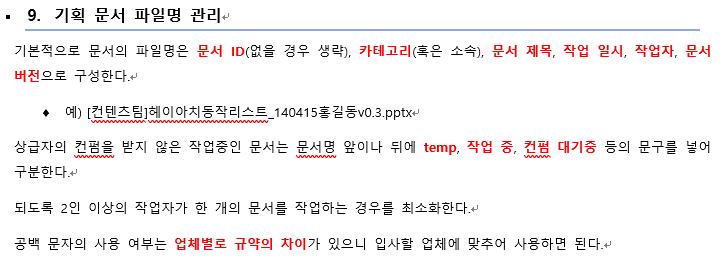 9. 기획 문서 파일명 관리
기본적으로 문서의 파일명은 문서 ID(없을 경우 생략), 카테고리(혹은 소속), 문서 제목, 작업 일시, 작업자, 문서
버전으로 구성한다.
♦ 예) [컨텐츠팀]헤이아치동작리스트_140415홍길동v0.3.pptx
상급자의 컨펌을 받지 않은 작업중인 문서는 문서명 앞이나 뒤에 temp, 작업 중, 컨펌 대기중 등의 문구를 넣어
구분한다.
되도록 2인 이상의 작업자가 한 개의 문서를 작업하는 경우를 최소화한다.
공백 문자의 사용 여부는 업체별로 규약의 차이가 있으니 입사할 업체에 맞추어 사용하면 된다.